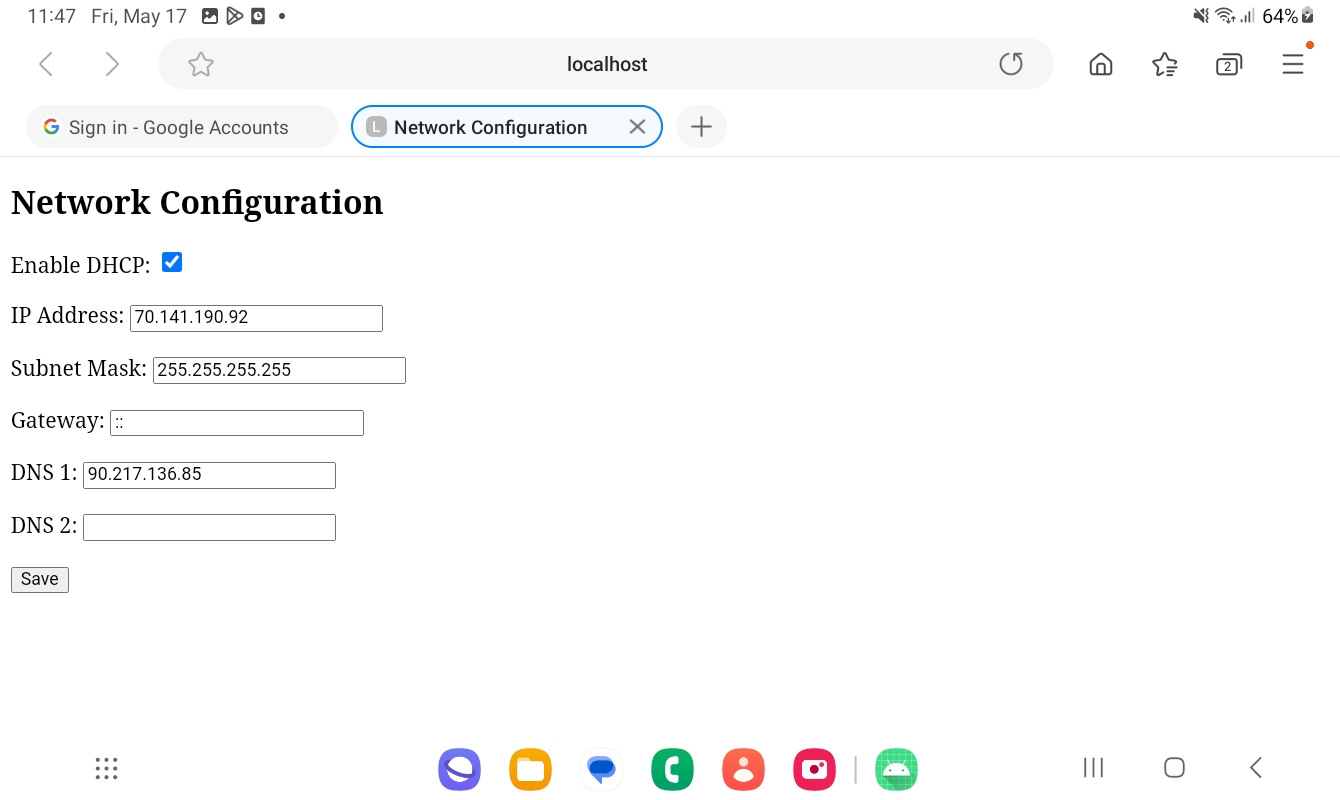 11:47 Fri, May 17
64%
localhost
2
Sign in - Google Accounts
L Network Configuration
Network Configuration
Enable DHCP:
IP Address: 70.141.190.92
Subnet Mask: 255.255.255.255
Gateway: ::
DNS 1: 90.217.136.85
DNS 2:
Save